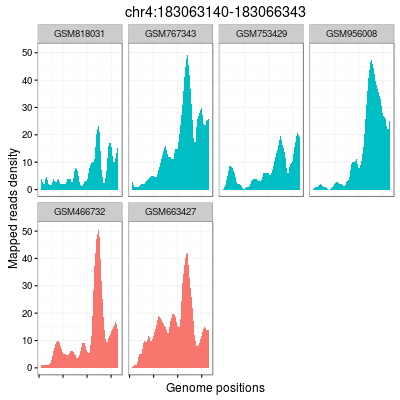 chr4:183063140-183066343
GSM818031 GSM767343 GSM753429 GSM956008
50
40
30
20
10
0
GSM466732 GSM663427
50
40
30
20
10
0
Mapped reads density
Genome positions